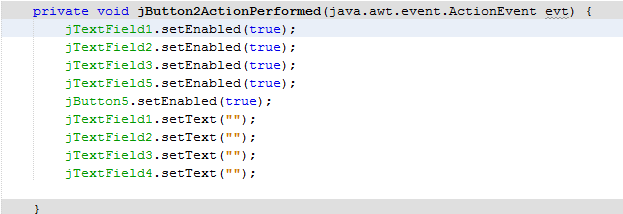 private void jButton2ActionPerformed(java.awt.event.ActionEvent evt) {
jTextField1.setEnabled(true);
jTextField2.setEnabled(true);
jTextField3.setEnabled(true);
jTextField5.setEnabled(true);
jButton5.setEnabled(true);
jTextField1.setText("");
jTextField2.setText("");
jTextField3.setText("");
jTextField4.setText("");
}